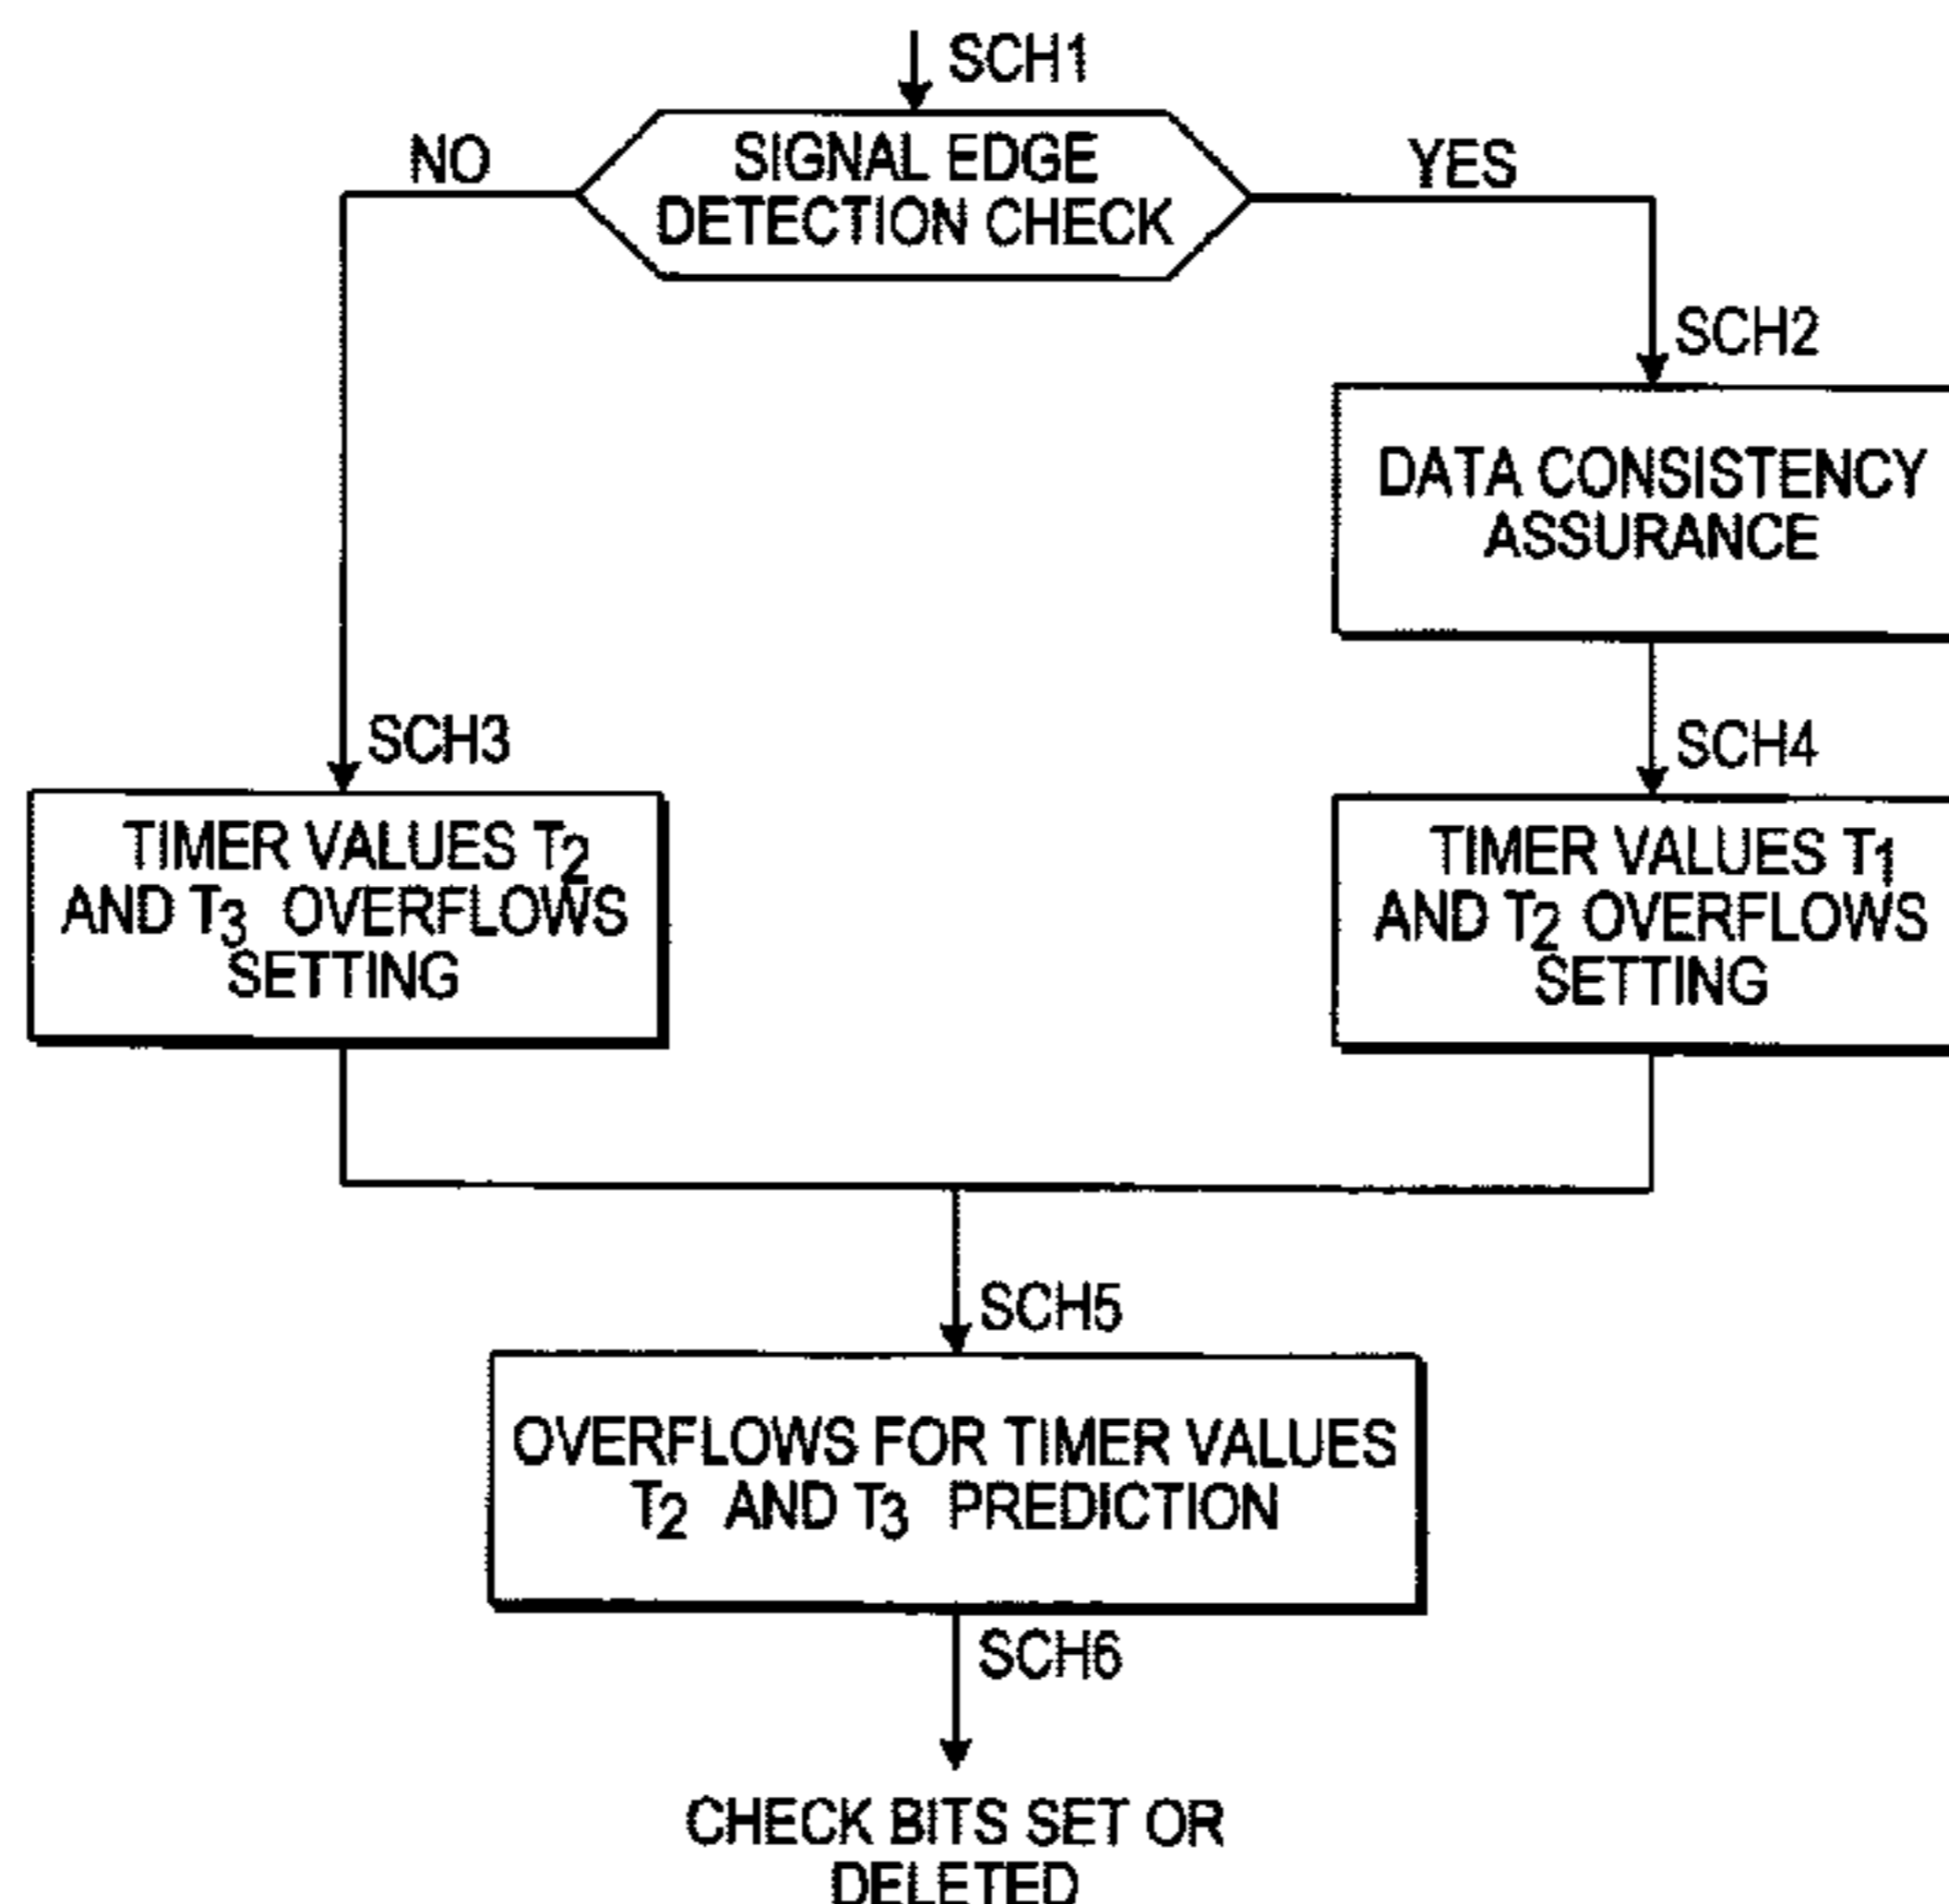 SCH1
SIGNAL EDGE
DETECTION CHECK
NO
YES
SCH2
DATA CONSISTENCY
ASSURANCE
SCH3
TIMER VALUES T2
AND T3 OVERFLOWS
SETTING
SCH4
TIMER VALUES T1
AND T2 OVERFLOWS
SETTING
SCH5
OVERFLOWS FOR TIMER VALUES
T2 AND T3 PREDICTION
SCH6
CHECK BITS SET OR
DELETED